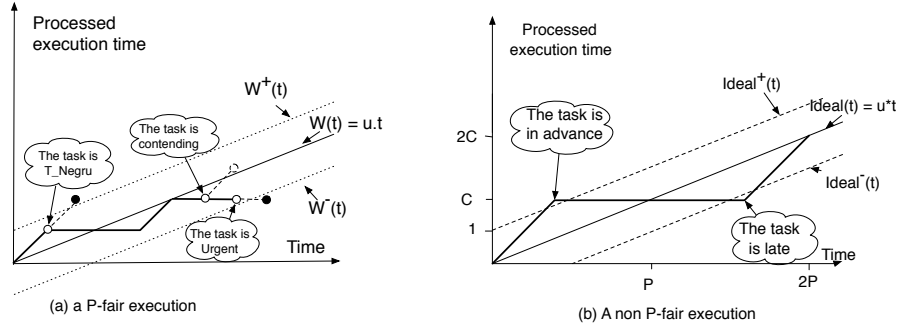 Processed
execution time
W⁺(t)
W(t) = u.t
The task is
contending
The task is
T_Negru
W⁻(t)
The task is
Urgent
Time
(a) a P-fair execution
Processed
execution time
Ideal⁺(t)
Ideal(t) = u*t
The task is
in advance
2C
Ideal⁻(t)
C
1
The task
is late
Time
P
2P
(b) A non P-fair execution